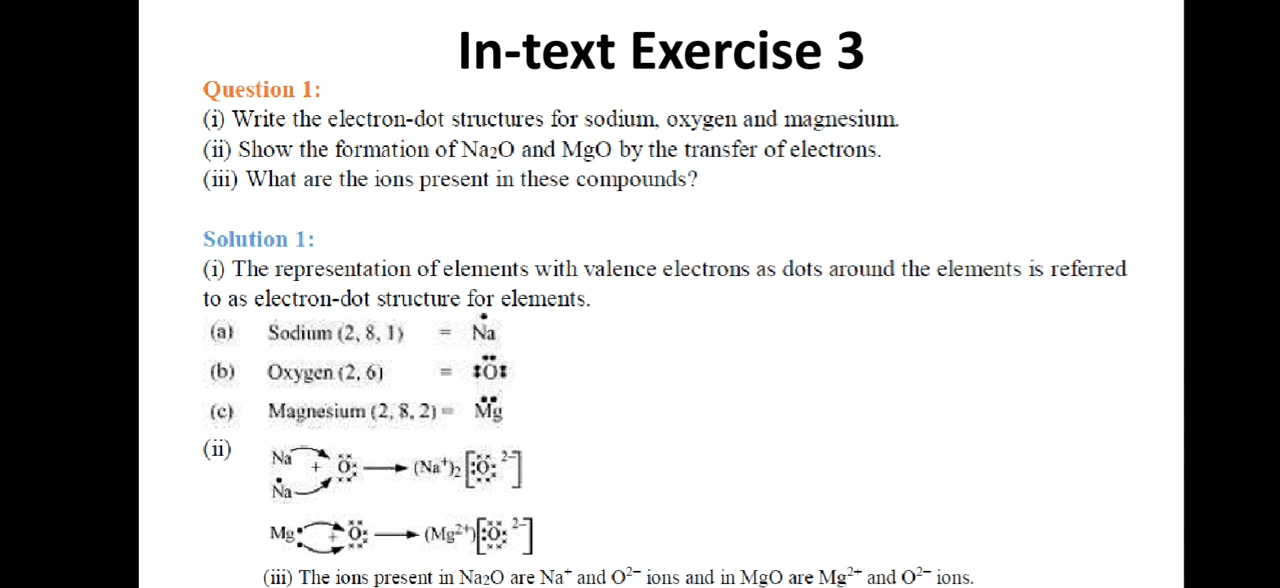 In-text Exercise 3
Question 1:
(i) Write the electron-dot structures for sodium, oxygen and magnesium.
(ii) Show the formation of Na₂O and MgO by the transfer of electrons.
(iii) What are the ions present in these compounds?
Solution 1:
(i) The representation of elements with valence electrons as dots around the elements is referred
to as electron-dot structure for elements.
(a) Sodium (2, 8, 1) = Na
(b) Oxygen (2, 6) = :O:
(c) Magnesium (2, 8, 2) = Mg
(ii)
Na + O: → (Na⁺)₂ [:O:²⁻]
Na
Mg: + O: → (Mg²⁺)[:O:²⁻]
(iii) The ions present in Na₂O are Na⁺ and O²⁻ ions and in MgO are Mg²⁺ and O²⁻ ions.